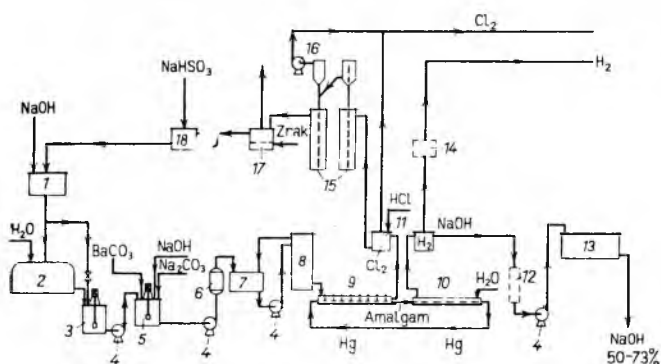 Cl₂
16
H₂
NaHSO₃
NaOH
Zrak
18
17
15
14
HCl
11
1
H₂O
BaCO₃
NaOH
Na₂CO₃
H₂
NaOH
Cl₂
2
3
4
5
4
6
7
4
8
9
10
H₂O
12
4
13
Amalgam
Hg
Hg
NaOH
50-73%